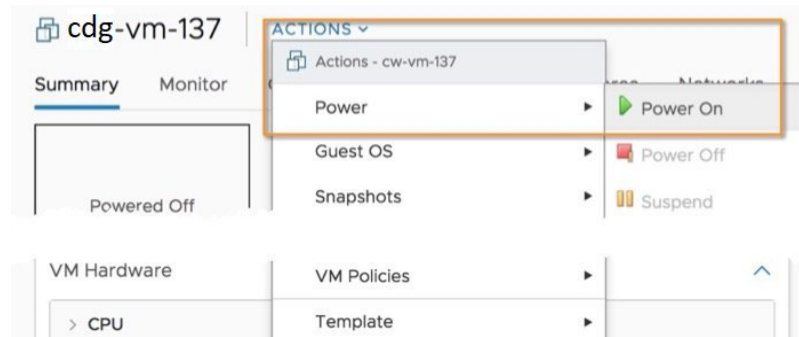 cdg-vm-137 ACTIONS
Actions - cw-vm-137
Summary Monitor Networks
Power Power On
Guest OS Power Off
Powered Off Snapshots Suspend
VM Hardware VM Policies
CPU Template